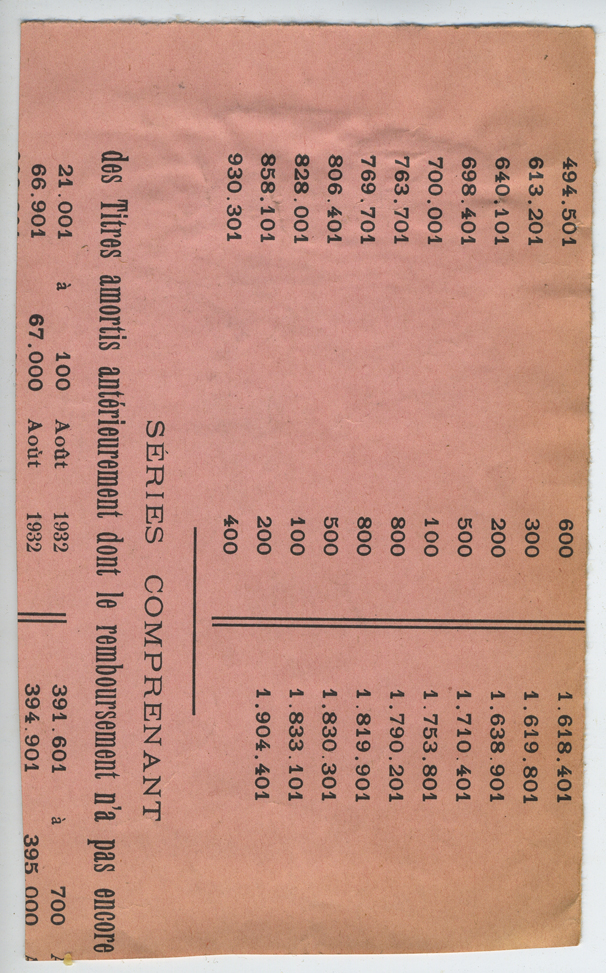 494.501 600 1.618.401
613.201 300 1.619.801
640.101 200 1.638.901
698.401 500 1.710.401
700.001 100 1.753.801
763.701 800 1.790.201
769.701 800 1.819.901
806.401 500 1.830.301
828.001 100 1.833.101
858.101 200 1.904.401
930.301 400
SÉRIES COMPRENANT
des Titres amortis antérieurement dont le remboursement n'a pas encore
21.001 à 100 Août 1932 391.601 à 700
66.901 67.000 Août 1932 394.901 395.000